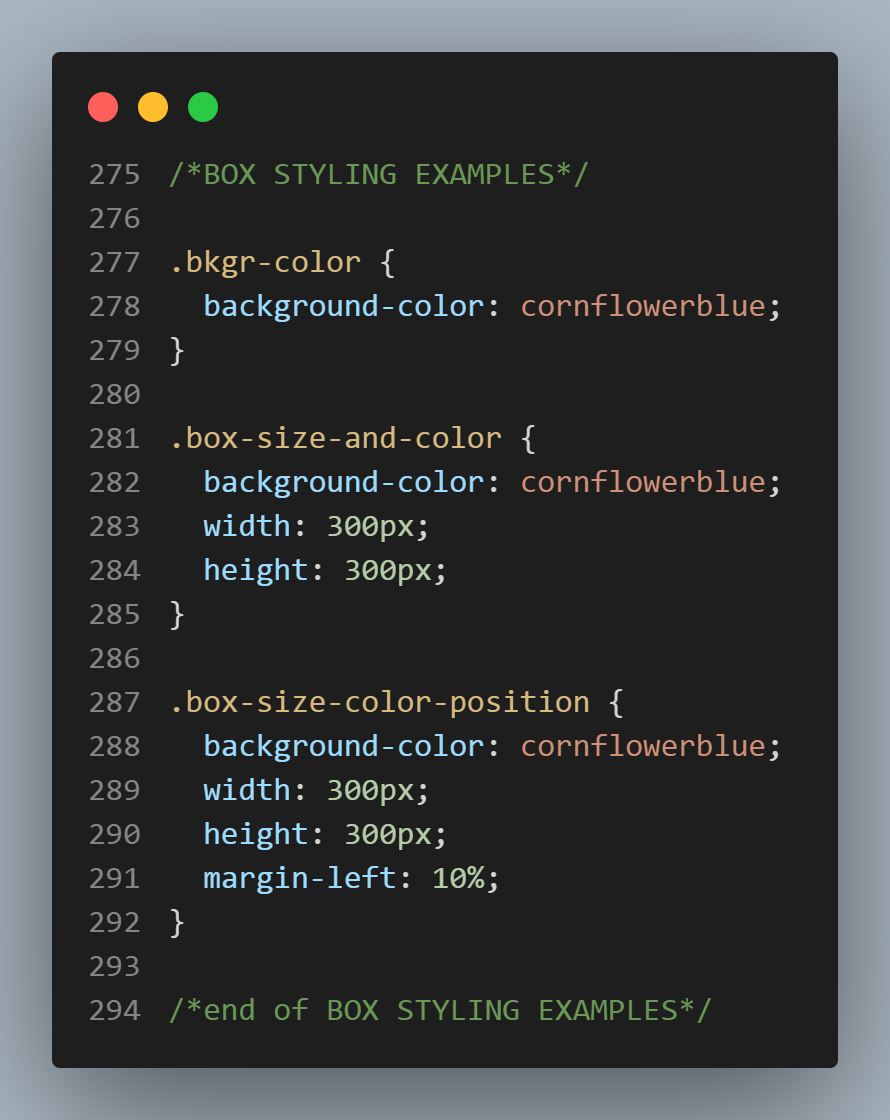 275 /*BOX STYLING EXAMPLES*/
276
277 .bkgr-color {
278   background-color: cornflowerblue;
279 }
280
281 .box-size-and-color {
282   background-color: cornflowerblue;
283   width: 300px;
284   height: 300px;
285 }
286
287 .box-size-color-position {
288   background-color: cornflowerblue;
289   width: 300px;
290   height: 300px;
291   margin-left: 10%;
292 }
293
294 /*end of BOX STYLING EXAMPLES*/